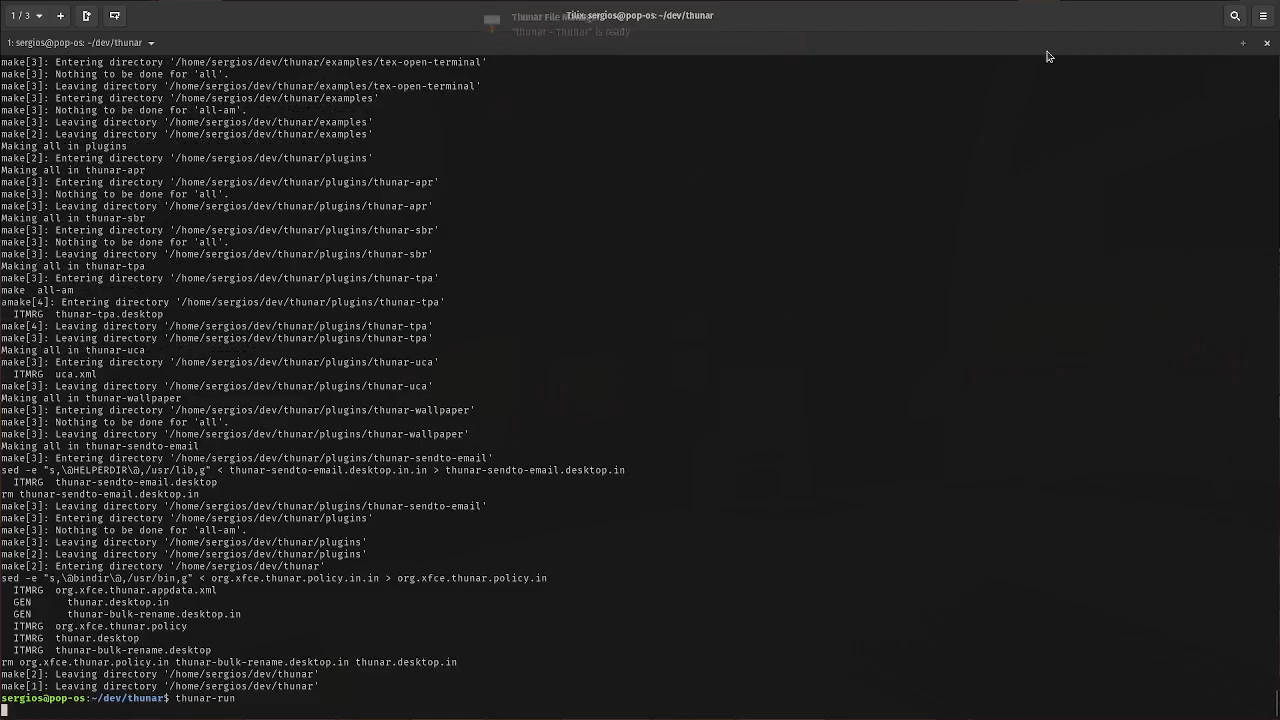 1 / 3
Tilix: sergios@pop-os: ~/dev/thunar
Thunar File Manager
"thunar - Thunar" is ready
1: sergios@pop-os: ~/dev/thunar
make[3]: Entering directory '/home/sergios/dev/thunar/examples/tex-open-terminal'
make[3]: Nothing to be done for 'all'.
make[3]: Leaving directory '/home/sergios/dev/thunar/examples/tex-open-terminal'
make[3]: Entering directory '/home/sergios/dev/thunar/examples'
make[3]: Nothing to be done for 'all-am'.
make[3]: Leaving directory '/home/sergios/dev/thunar/examples'
make[2]: Leaving directory '/home/sergios/dev/thunar/examples'
Making all in plugins
make[2]: Entering directory '/home/sergios/dev/thunar/plugins'
Making all in thunar-apr
make[3]: Entering directory '/home/sergios/dev/thunar/plugins/thunar-apr'
make[3]: Nothing to be done for 'all'.
make[3]: Leaving directory '/home/sergios/dev/thunar/plugins/thunar-apr'
Making all in thunar-sbr
make[3]: Entering directory '/home/sergios/dev/thunar/plugins/thunar-sbr'
make[3]: Nothing to be done for 'all'.
make[3]: Leaving directory '/home/sergios/dev/thunar/plugins/thunar-sbr'
Making all in thunar-tpa
make[3]: Entering directory '/home/sergios/dev/thunar/plugins/thunar-tpa'
make  all-am
amake[4]: Entering directory '/home/sergios/dev/thunar/plugins/thunar-tpa'
  ITMRG  thunar-tpa.desktop
make[4]: Leaving directory '/home/sergios/dev/thunar/plugins/thunar-tpa'
make[3]: Leaving directory '/home/sergios/dev/thunar/plugins/thunar-tpa'
Making all in thunar-uca
make[3]: Entering directory '/home/sergios/dev/thunar/plugins/thunar-uca'
  ITMRG  uca.xml
make[3]: Leaving directory '/home/sergios/dev/thunar/plugins/thunar-uca'
Making all in thunar-wallpaper
make[3]: Entering directory '/home/sergios/dev/thunar/plugins/thunar-wallpaper'
make[3]: Nothing to be done for 'all'.
make[3]: Leaving directory '/home/sergios/dev/thunar/plugins/thunar-wallpaper'
Making all in thunar-sendto-email
make[3]: Entering directory '/home/sergios/dev/thunar/plugins/thunar-sendto-email'
sed -e "s,\@HELPERDIR\@,/usr/lib,g" < thunar-sendto-email.desktop.in.in > thunar-sendto-email.desktop.in
  ITMRG  thunar-sendto-email.desktop
rm thunar-sendto-email.desktop.in
make[3]: Leaving directory '/home/sergios/dev/thunar/plugins/thunar-sendto-email'
make[3]: Entering directory '/home/sergios/dev/thunar/plugins'
make[3]: Nothing to be done for 'all-am'.
make[3]: Leaving directory '/home/sergios/dev/thunar/plugins'
make[2]: Leaving directory '/home/sergios/dev/thunar/plugins'
make[2]: Entering directory '/home/sergios/dev/thunar'
sed -e "s,\@bindir\@,/usr/bin,g" < org.xfce.thunar.policy.in.in > org.xfce.thunar.policy.in
  ITMRG  org.xfce.thunar.appdata.xml
  GEN      thunar.desktop.in
  GEN      thunar-bulk-rename.desktop.in
  ITMRG  org.xfce.thunar.policy
  ITMRG  thunar.desktop
  ITMRG  thunar-bulk-rename.desktop
rm org.xfce.thunar.policy.in thunar-bulk-rename.desktop.in thunar.desktop.in
make[2]: Leaving directory '/home/sergios/dev/thunar'
make[1]: Leaving directory '/home/sergios/dev/thunar'
sergios@pop-os:~/dev/thunar$ thunar-run